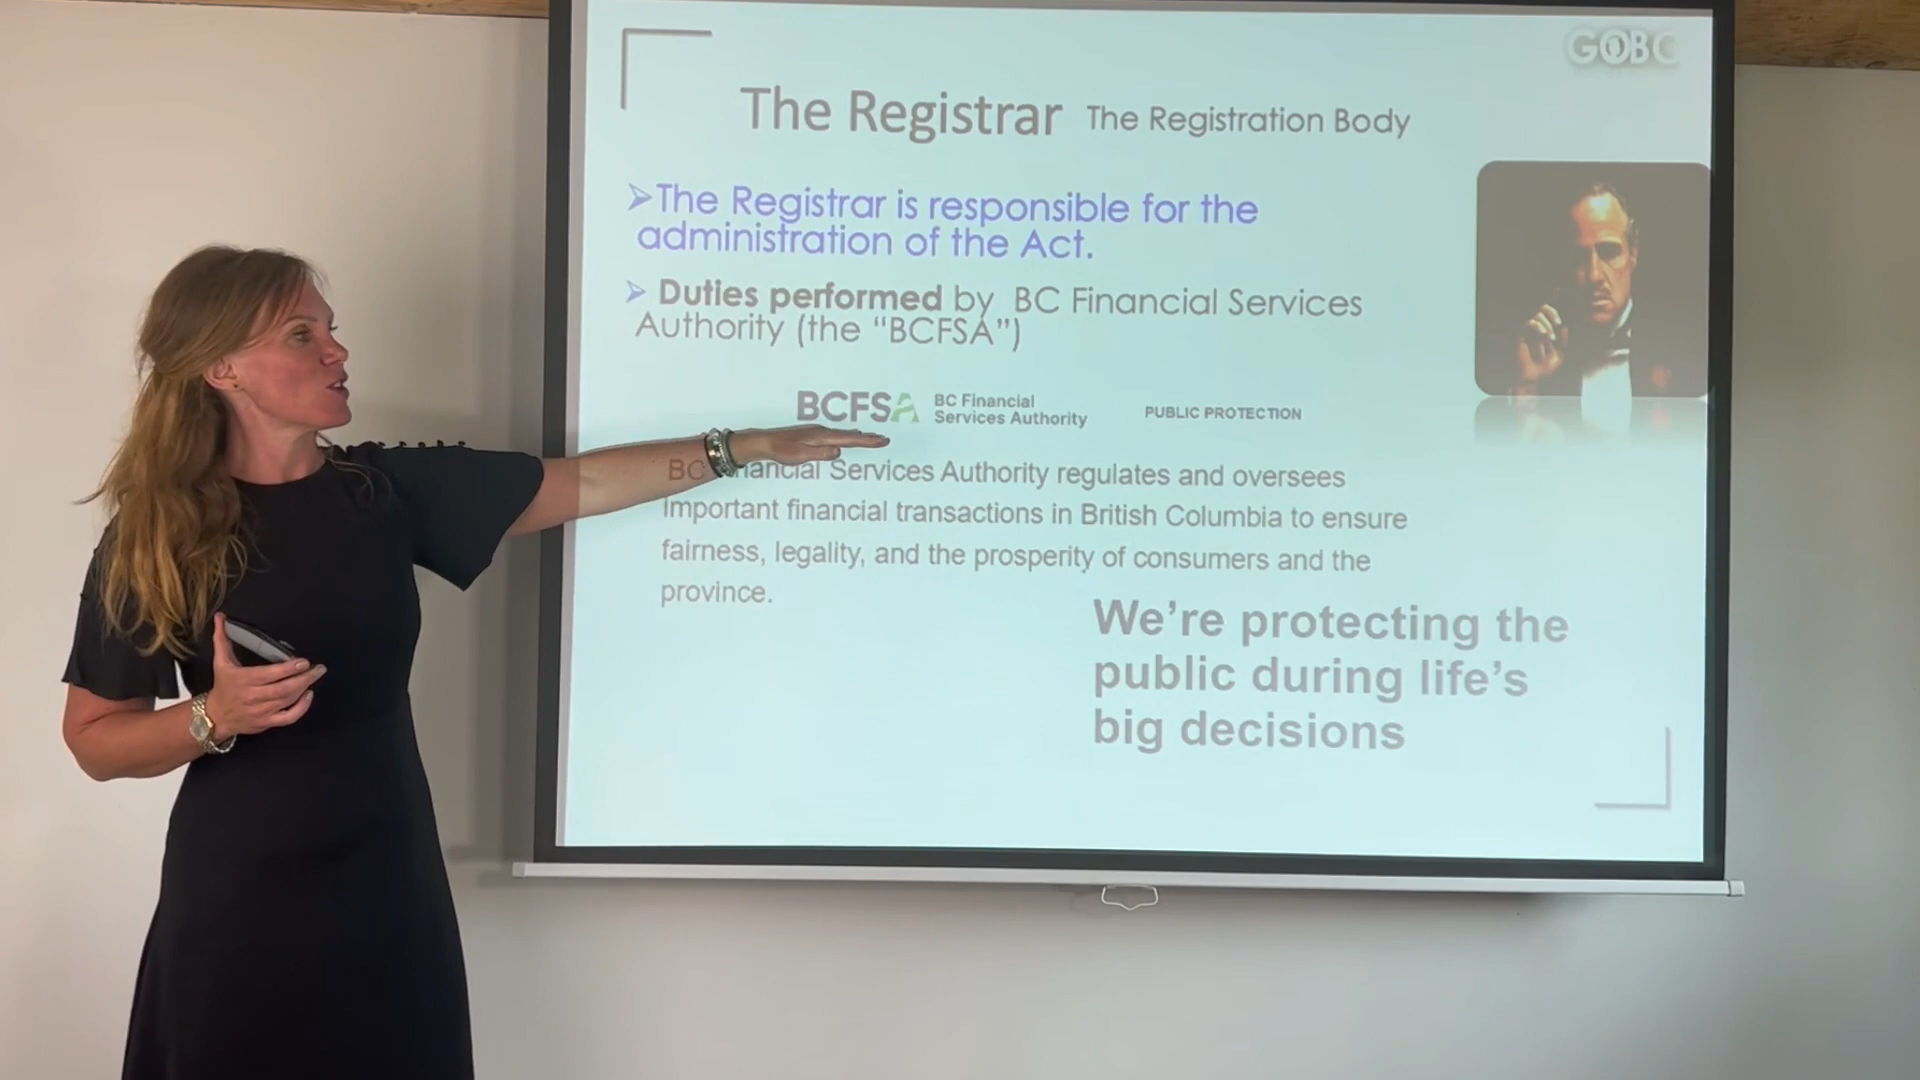 GOBC
The Registrar The Registration Body
➢The Registrar is responsible for the
administration of the Act.
➢ Duties performed by BC Financial Services
Authority (the “BCFSA”)
BCFSA BC Financial
Services Authority
PUBLIC PROTECTION
BC Financial Services Authority regulates and oversees
important financial transactions in British Columbia to ensure
fairness, legality, and the prosperity of consumers and the
province.
We’re protecting the
public during life’s
big decisions